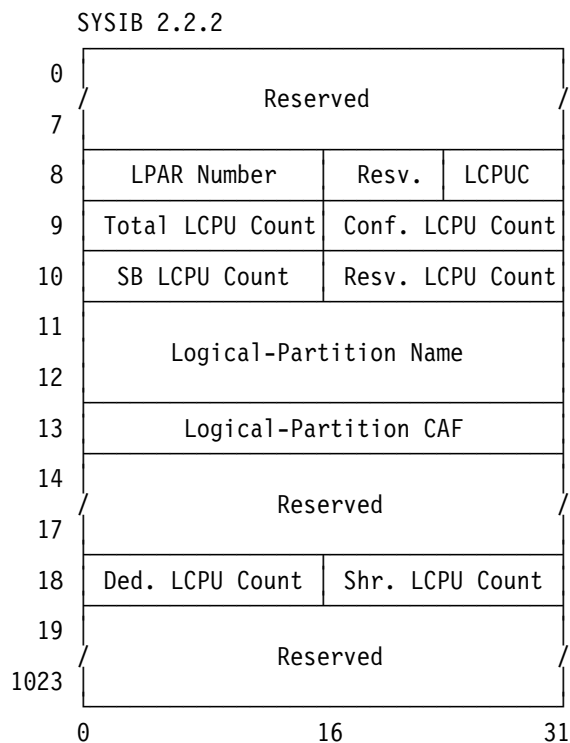 SYSIB 2.2.2
0
Reserved
7
8 LPAR Number Resv. LCPUC
9 Total LCPU Count Conf. LCPU Count
10 SB LCPU Count Resv. LCPU Count
11
Logical-Partition Name
12
13 Logical-Partition CAF
14
Reserved
17
18 Ded. LCPU Count Shr. LCPU Count
19
Reserved
1023
0 16 31